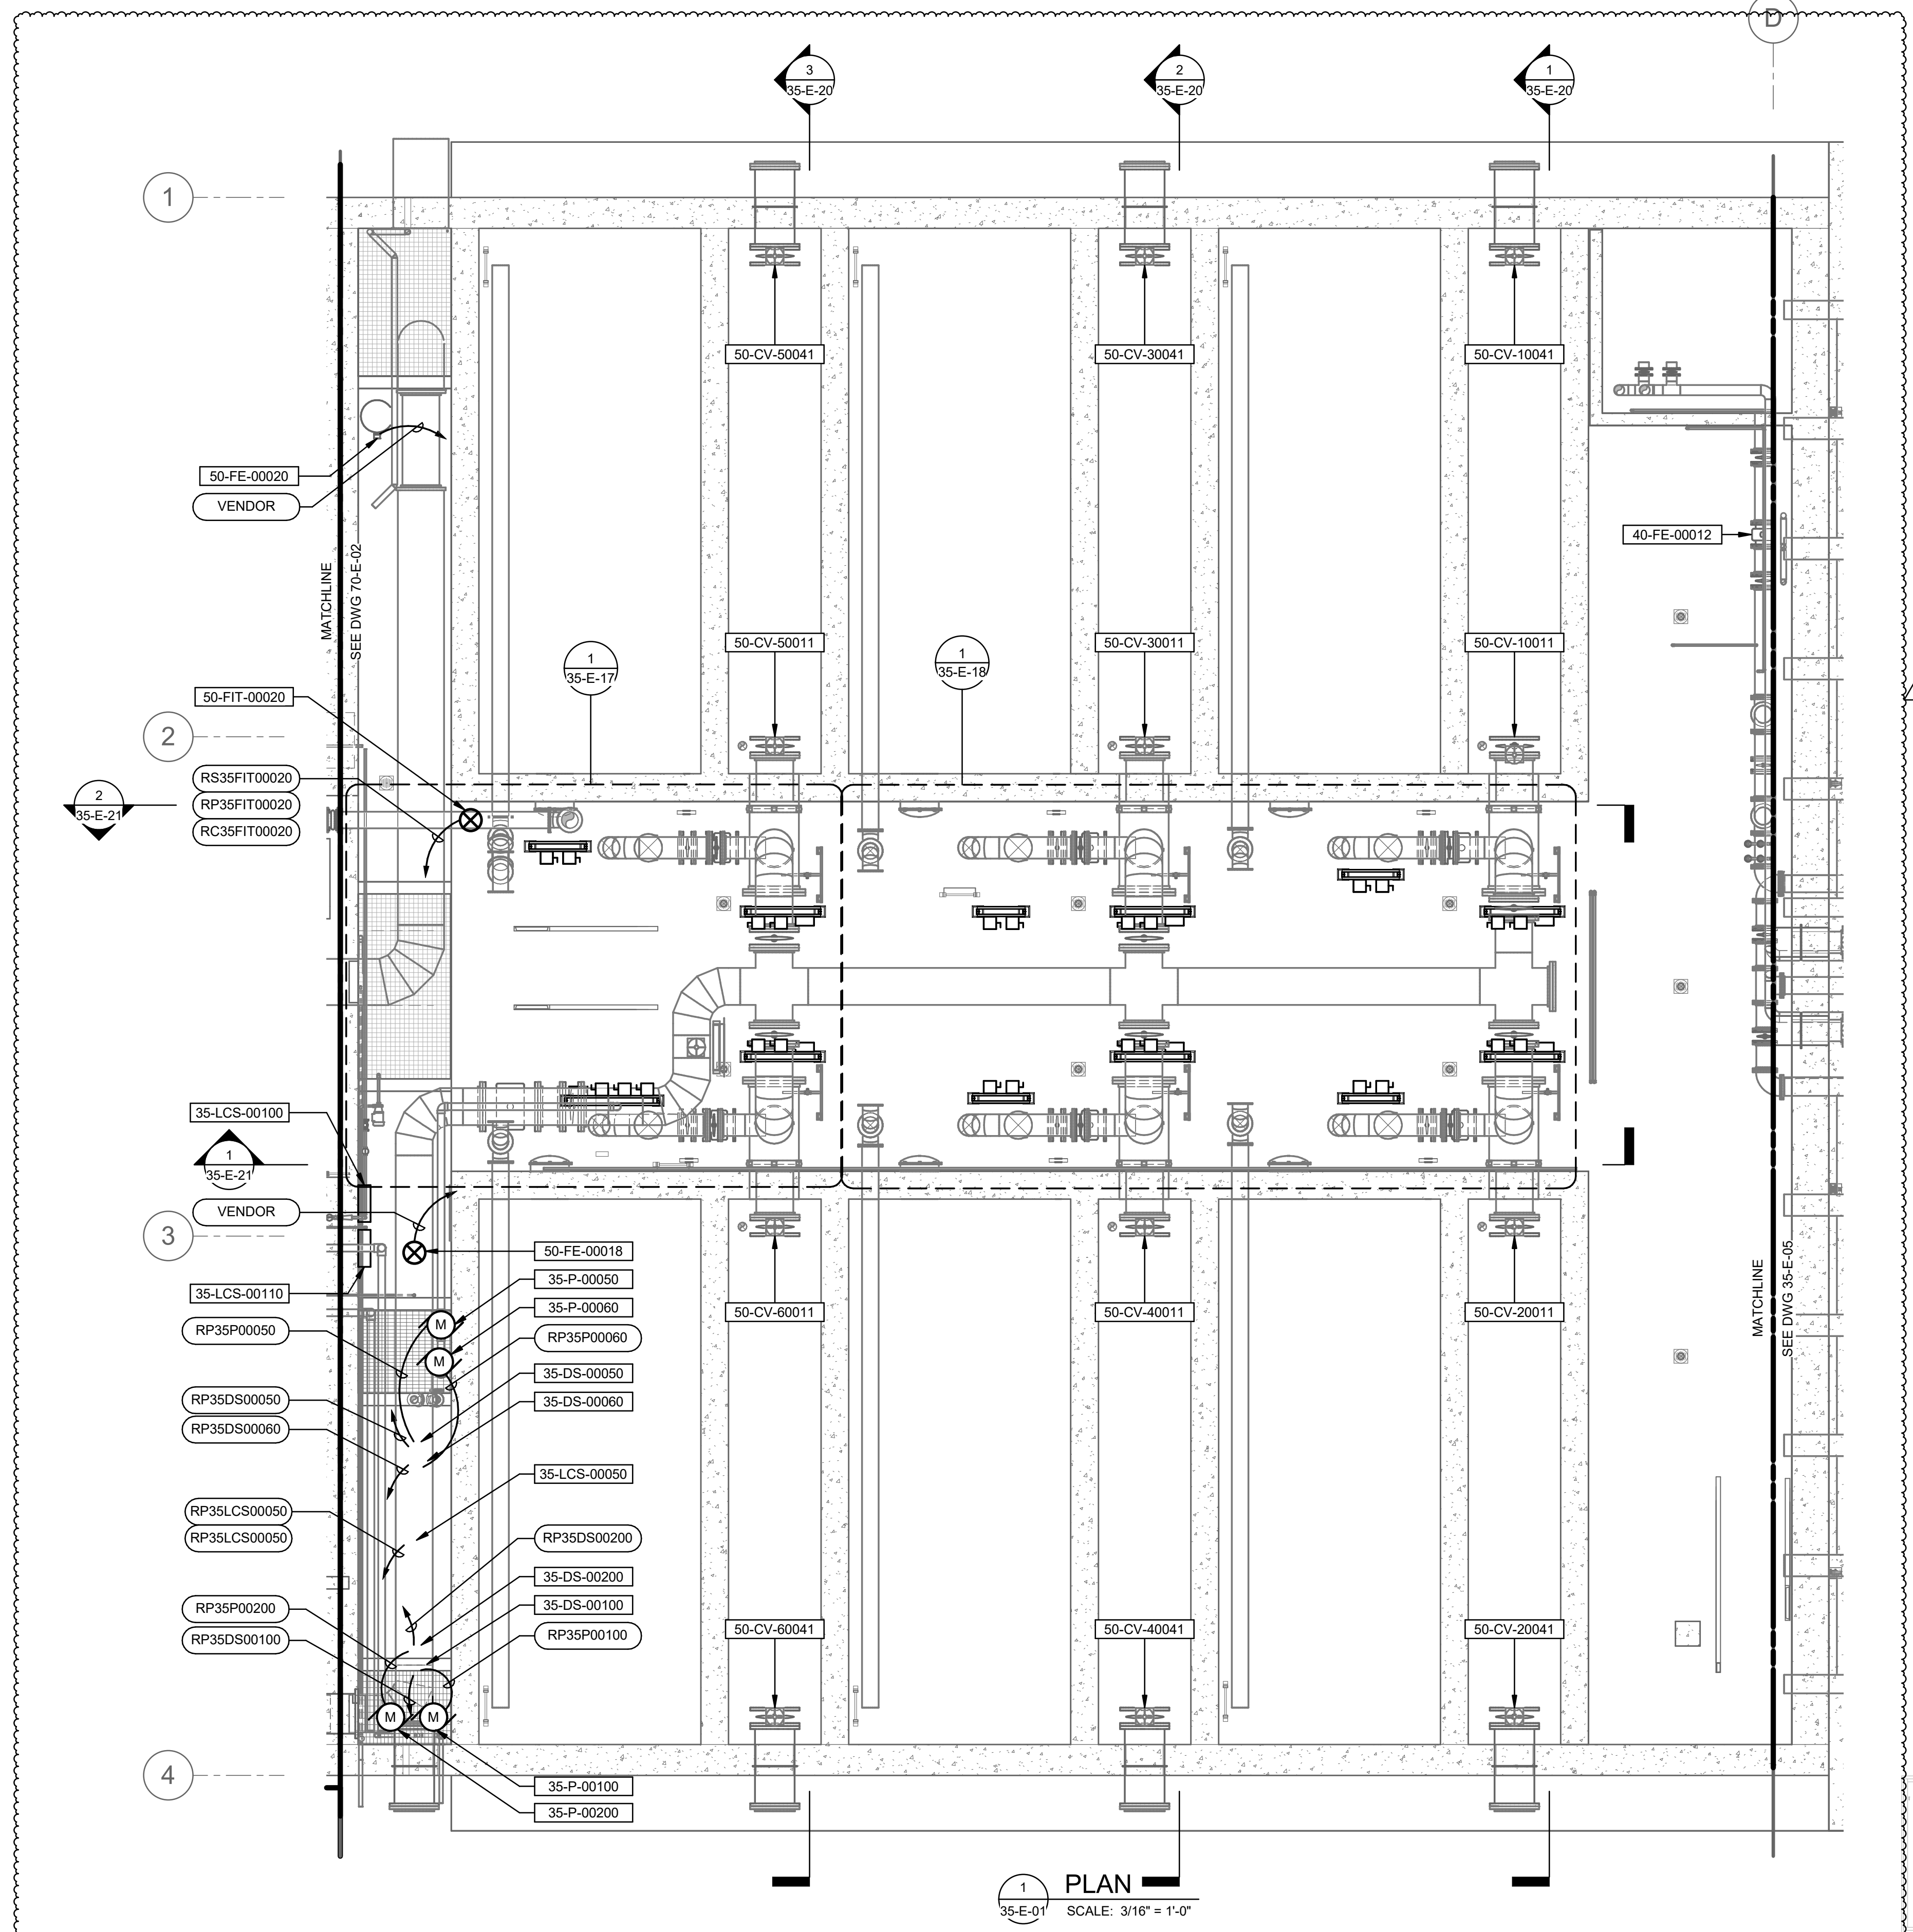 D
3
35-E-20
2
35-E-20
1
35-E-20
1
50-CV-50041
50-CV-30041
50-CV-10041
50-FE-00020
VENDOR
40-FE-00012
MATCHLINE
SEE DWG 70-E-02
50-CV-50011
50-CV-30011
50-CV-10011
1
35-E-17
1
35-E-18
50-FIT-00020
2
RS35FIT00020
RP35FIT00020
RC35FIT00020
2
35-E-21
35-LCS-00100
1
35-E-21
VENDOR
3
50-FE-00018
35-P-00050
35-LCS-00110
35-P-00060
RP35P00050
RP35P00060
50-CV-60011
50-CV-40011
50-CV-20011
MATCHLINE
SEE DWG 35-E-05
M
M
35-DS-00050
RP35DS00050
35-DS-00060
RP35DS00060
35-LCS-00050
RP35LCS00050
RP35LCS00050
RP35DS00200
35-DS-00200
RP35P00200
35-DS-00100
RP35DS00100
RP35P00100
50-CV-60041
50-CV-40041
50-CV-20041
M
M
4
35-P-00100
35-P-00200
1
35-E-01
PLAN
SCALE: 3/16" = 1'-0"